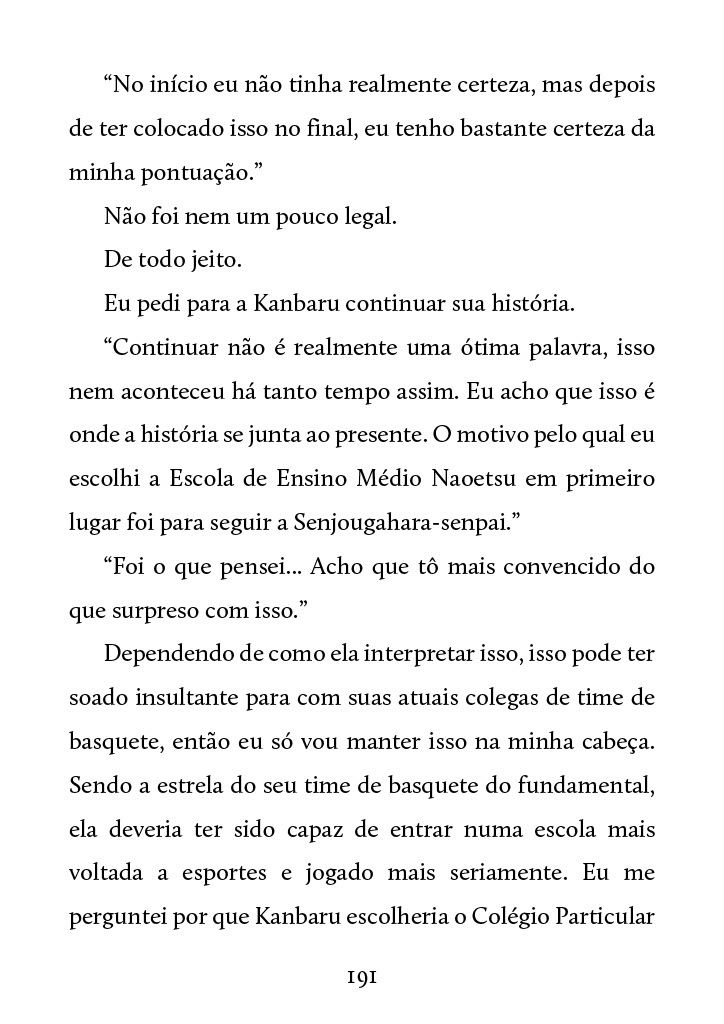 “No início eu não tinha realmente certeza, mas depois
de ter colocado isso no final, eu tenho bastante certeza da
minha pontuação.”
Não foi nem um pouco legal.
De todo jeito.
Eu pedi para a Kanbaru continuar sua história.
“Continuar não é realmente uma ótima palavra, isso
nem aconteceu há tanto tempo assim. Eu acho que isso é
onde a história se junta ao presente. O motivo pelo qual eu
escolhi a Escola de Ensino Médio Naoetsu em primeiro
lugar foi para seguir a Senjougahara-senpai.”
“Foi o que pensei... Acho que tô mais convencido do
que surpreso com isso.”
Dependendo de como ela interpretar isso, isso pode ter
soado insultante para com suas atuais colegas de time de
basquete, então eu só vou manter isso na minha cabeça.
Sendo a estrela do seu time de basquete do fundamental,
ela deveria ter sido capaz de entrar numa escola mais
voltada a esportes e jogado mais seriamente. Eu me
perguntei por que Kanbaru escolheria o Colégio Particular
191